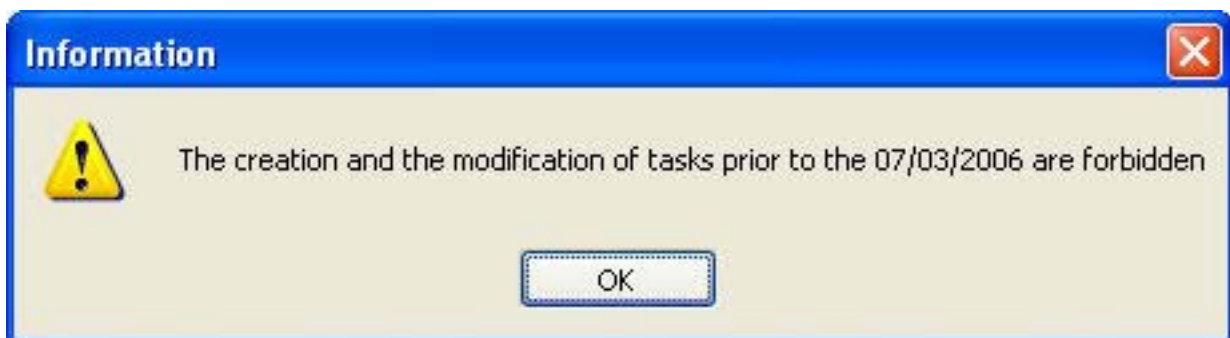 Information
The creation and the modification of tasks prior to the 07/03/2006 are forbidden
OK